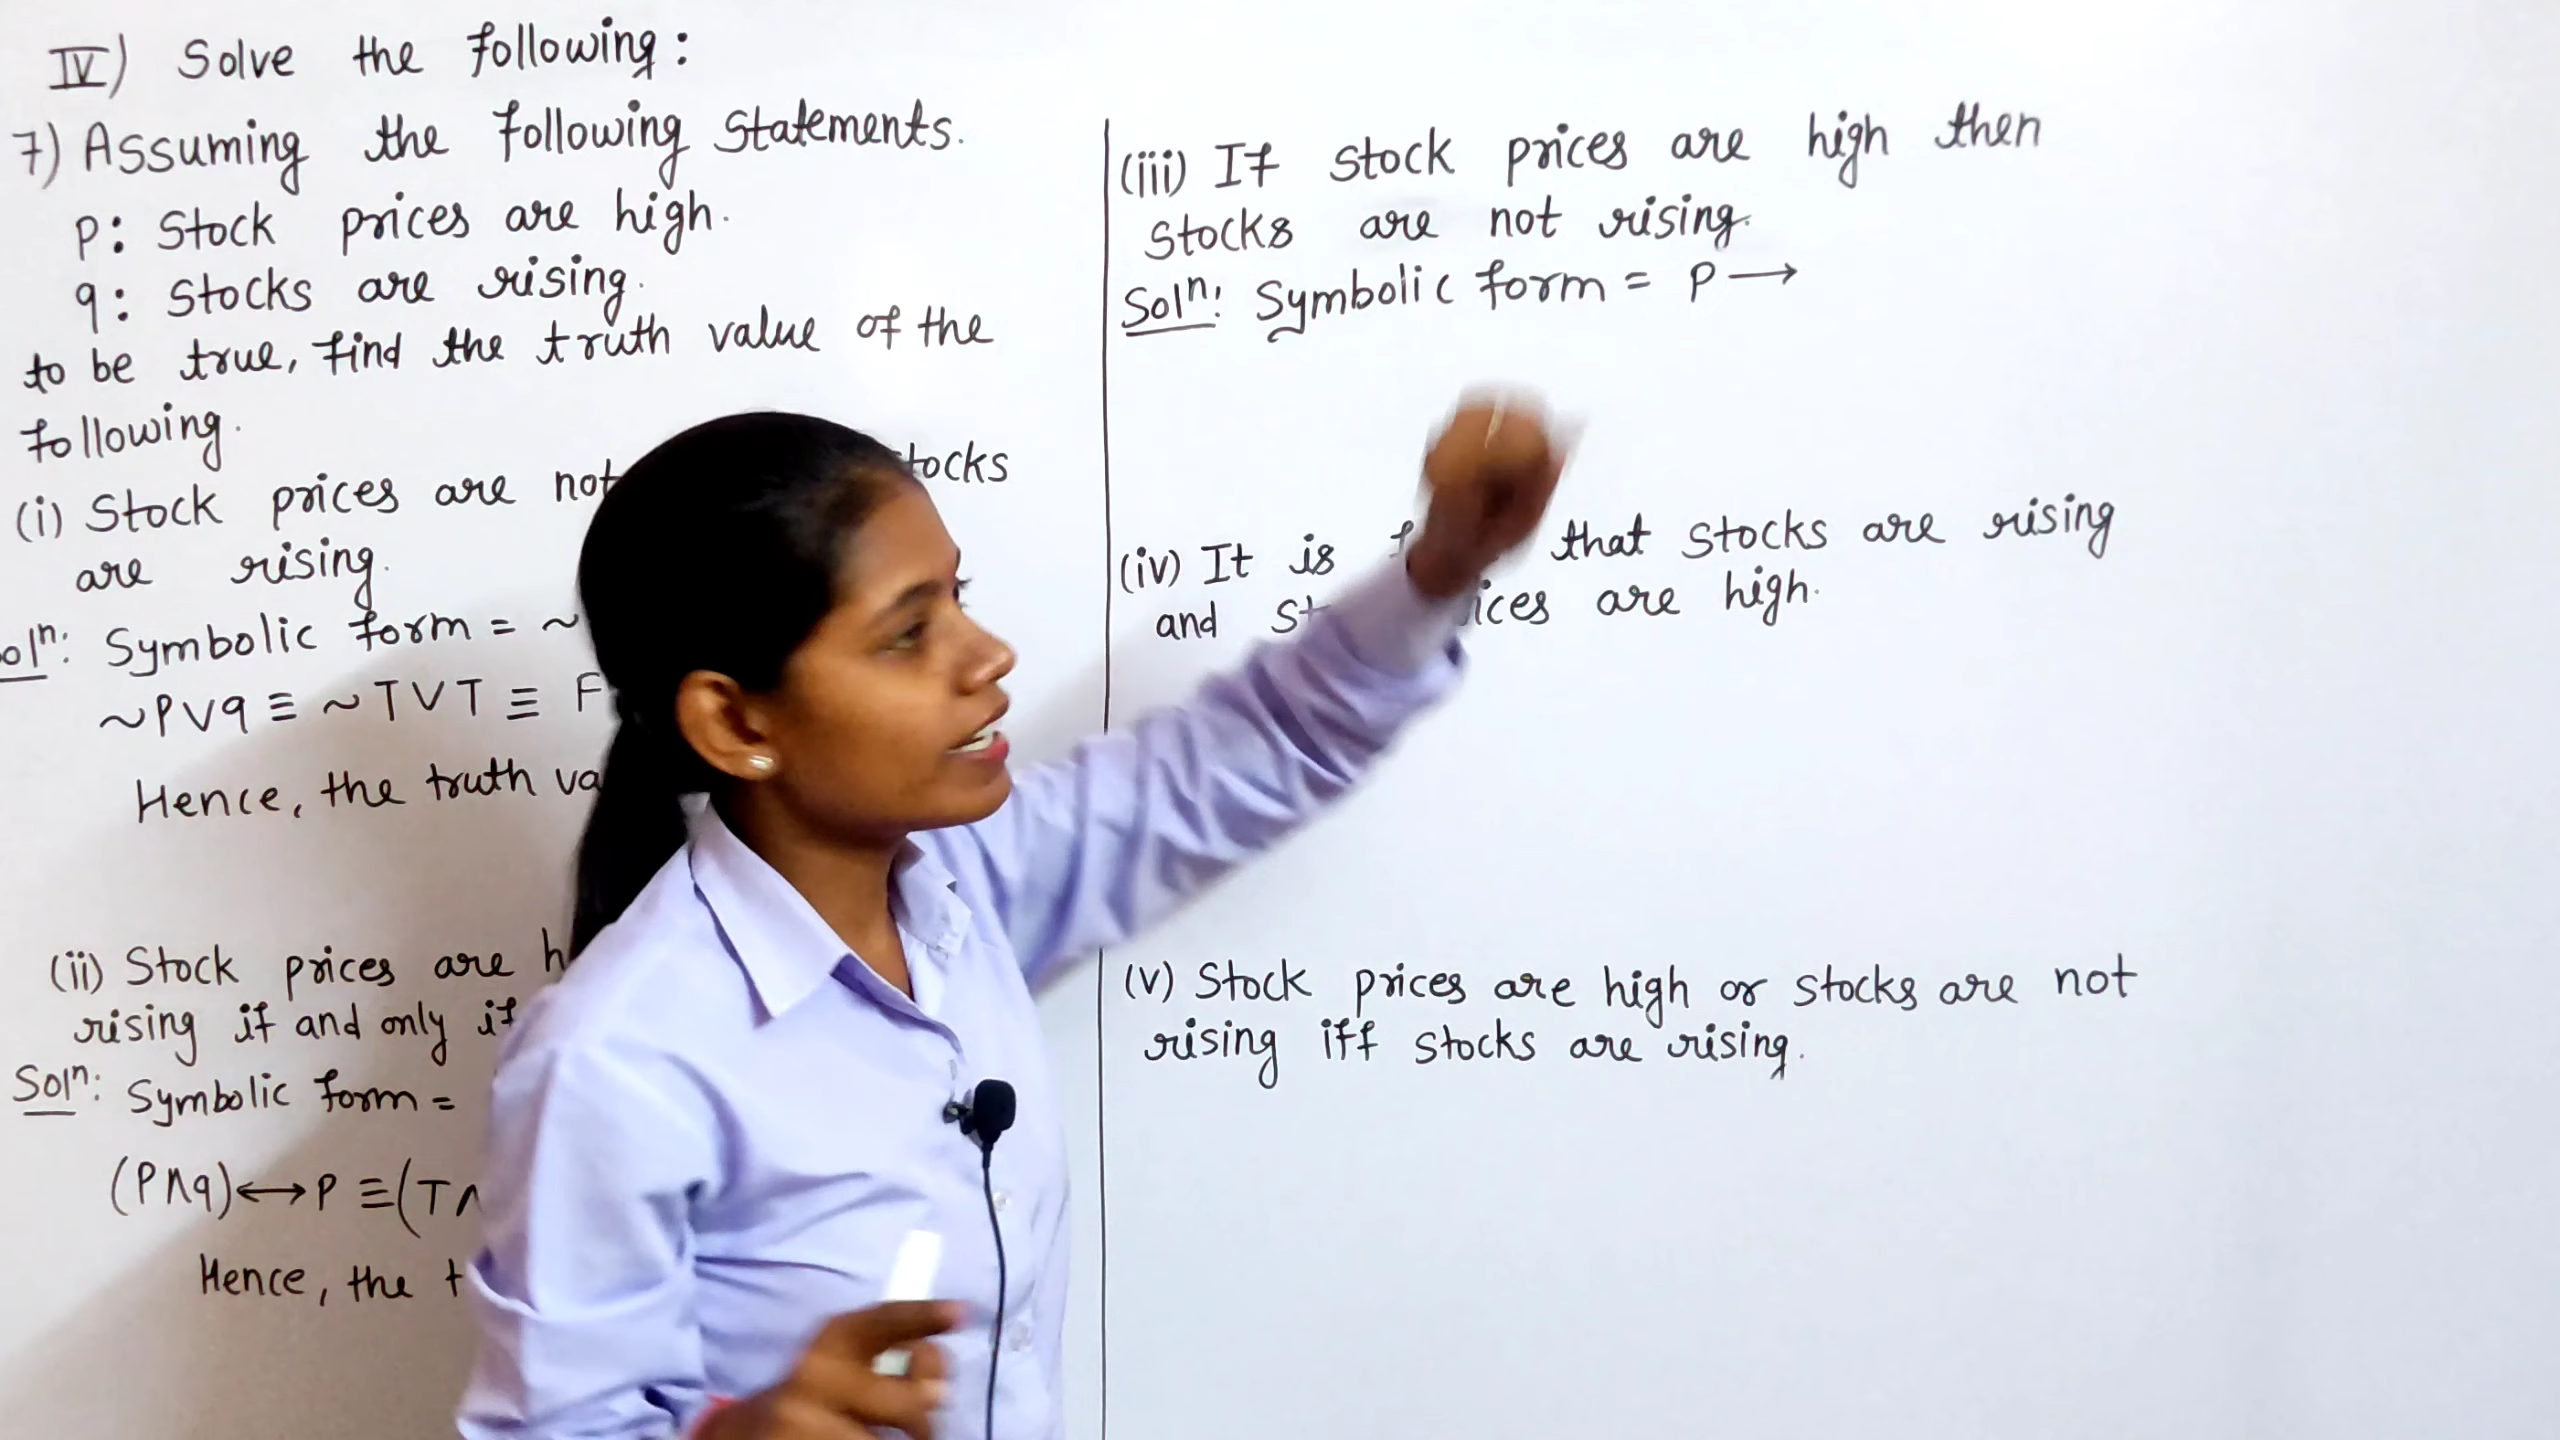 IV) Solve the following:
7) Assuming the following statements.
p: Stock prices are high.
q: Stocks are rising.
to be true, find the truth value of the
following.
(i) Stock prices are not
are rising.
Solⁿ: Symbolic form = ~
~p∨q ≡ ~T∨T ≡ F
Hence, the truth
(ii) Stock prices are
rising if and only if
Solⁿ: Symbolic form =
(p∧q)↔p ≡(T∧
Hence, the
(iii) If stock prices are high then
stocks are not rising.
Solⁿ: Symbolic form = p→
(iv) It is that stocks are rising
and are high.
(v) Stock prices are high or stocks are not
rising iff stocks are rising.